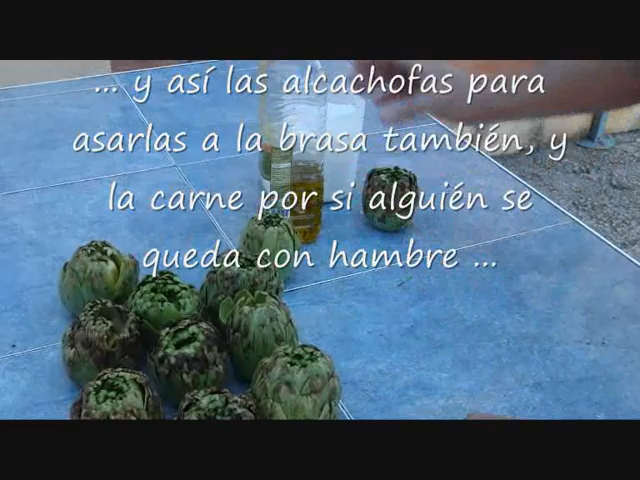 ... y así las alcachofas para
asarlas a la brasa también, y
la carne por si alguién se
queda con hambre ...